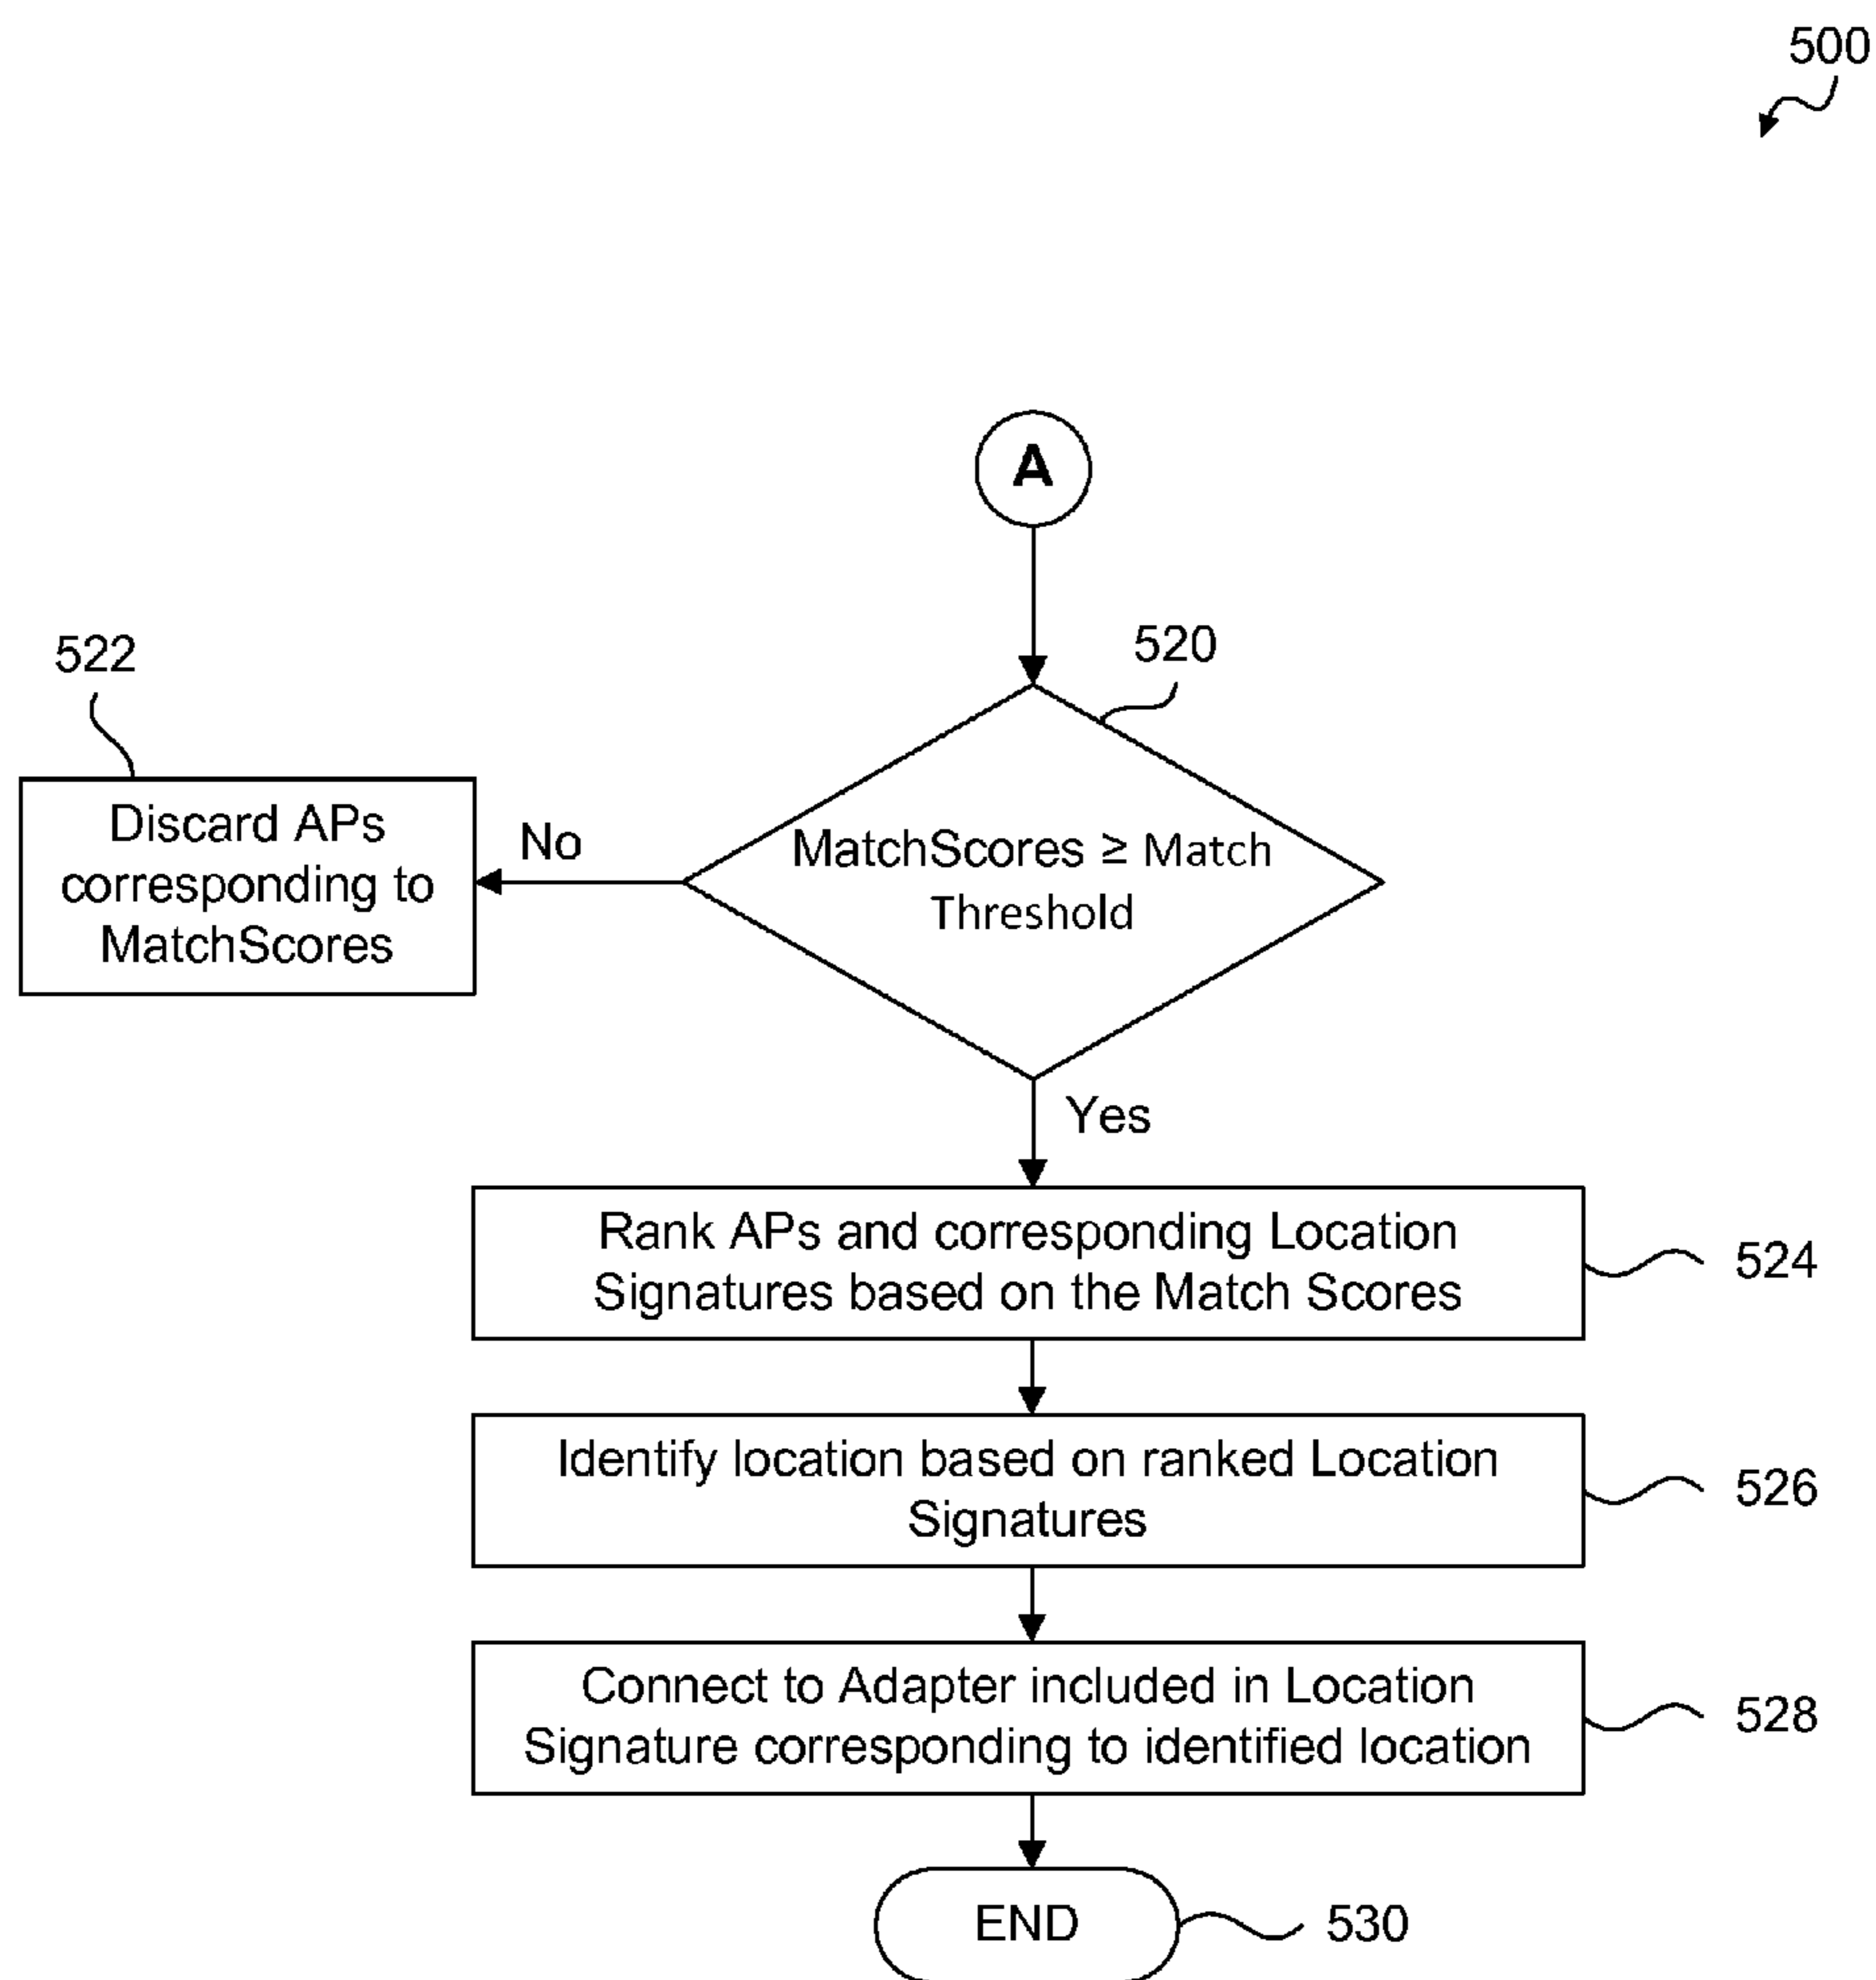 500
A
520
522
Discard APs
corresponding to
MatchScores
No
MatchScores ≥ Match
Threshold
Yes
Rank APs and corresponding Location
Signatures based on the Match Scores
524
Identify location based on ranked Location
Signatures
526
Connect to Adapter included in Location
Signature corresponding to identified location
528
END
530